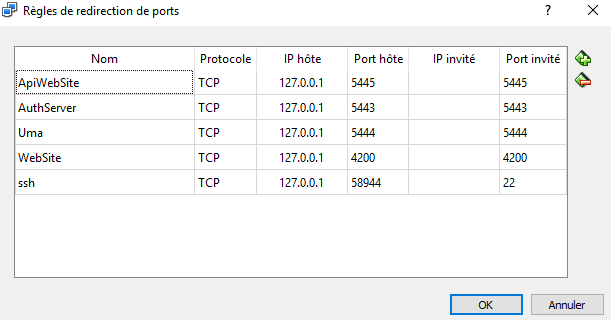 Règles de redirection de ports ? ×
Nom Protocole IP hôte Port hôte IP invité Port invité
ApiWebSite TCP 127.0.0.1 5445 5445
AuthServer TCP 127.0.0.1 5443 5443
Uma TCP 127.0.0.1 5444 5444
WebSite TCP 127.0.0.1 4200 4200
ssh TCP 127.0.0.1 58944 22
OK Annuler